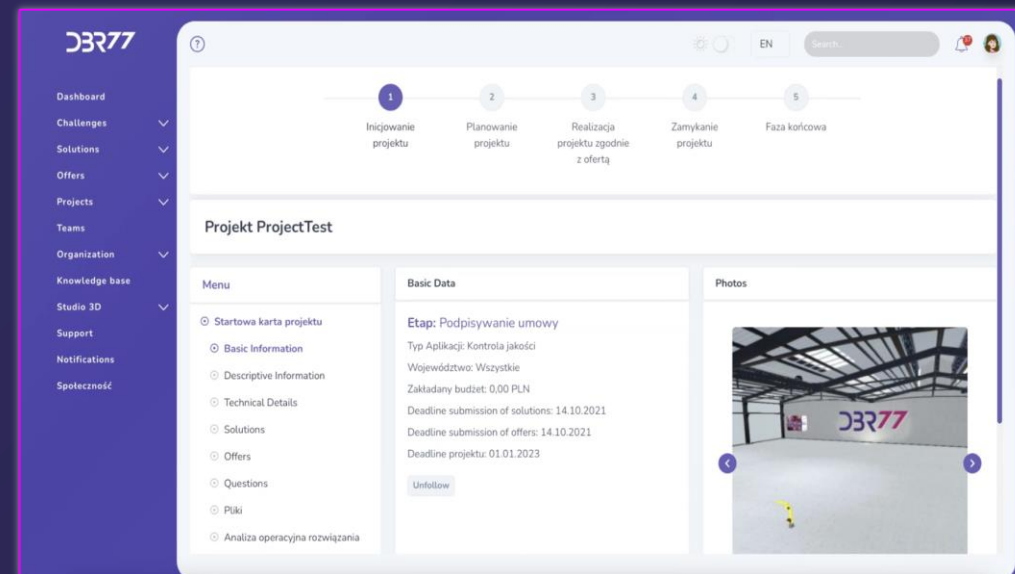 DBR77
EN
Search...
Dashboard
Challenges
Solutions
Offers
Projects
Teams
Organization
Knowledge base
Studio 3D
Support
Notifications
Społeczność
1
2
3
4
5
Inicjowanie
projektu
Planowanie
projektu
Realizacja
projektu zgodnie
z ofertą
Zamykanie
projektu
Faza końcowa
Projekt ProjectTest
Menu
Startowa karta projektu
Basic Information
Descriptive Information
Technical Details
Solutions
Offers
Questions
Pliki
Analiza operacyjna rozwiązania
Basic Data
Etap: Podpisywanie umowy
Typ Aplikacji: Kontrola jakości
Województwo: Wszystkie
Zakładany budżet: 0,00 PLN
Deadline submission of solutions: 14.10.2021
Deadline submission of offers: 14.10.2021
Deadline projektu: 01.01.2023
Unfollow
Photos
DBR77